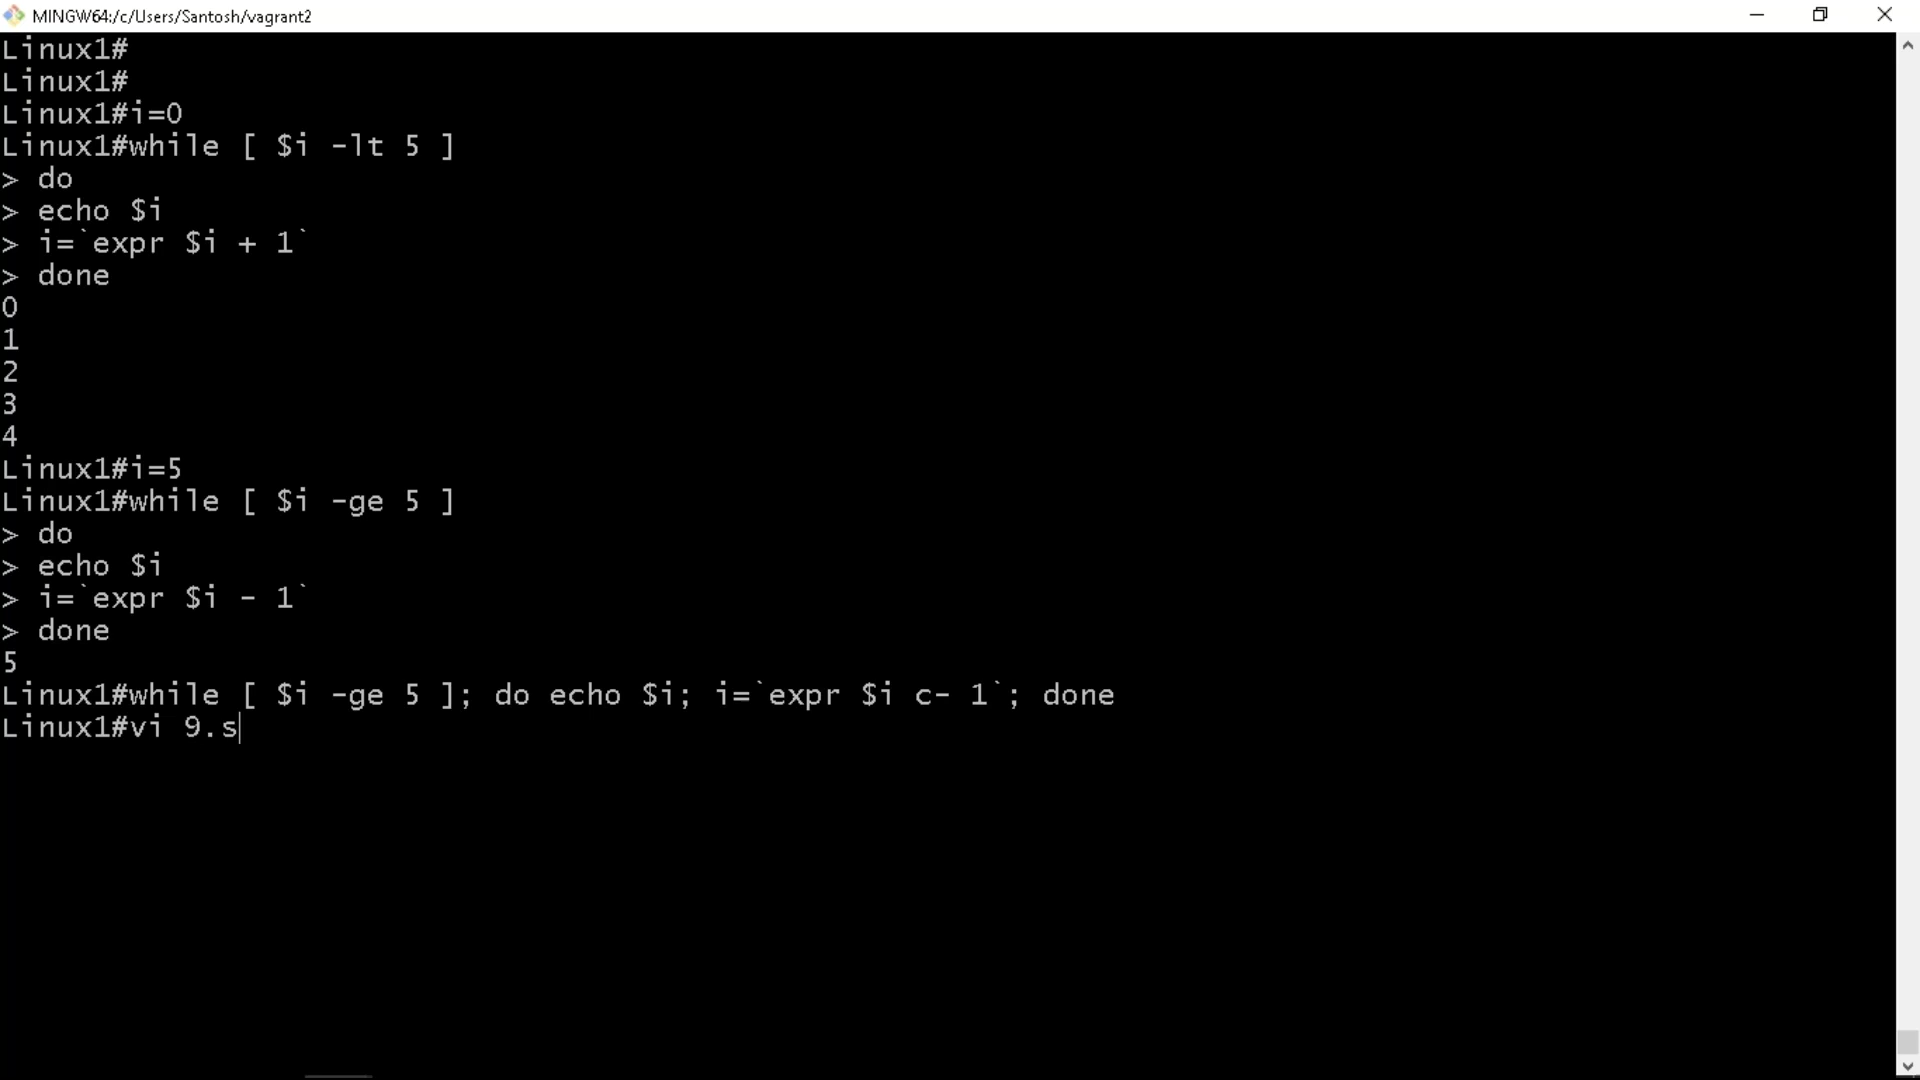 MINGW64:/c/Users/Santosh/vagrant2
Linux1#
Linux1#
Linux1#i=0
Linux1#while [ $i -lt 5 ]
> do
> echo $i
> i=`expr $i + 1`
> done
0
1
2
3
4
Linux1#i=5
Linux1#while [ $i -ge 5 ]
> do
> echo $i
> i=`expr $i - 1`
> done
5
Linux1#while [ $i -ge 5 ]; do echo $i; i=`expr $i c- 1`; done
Linux1#vi 9.s